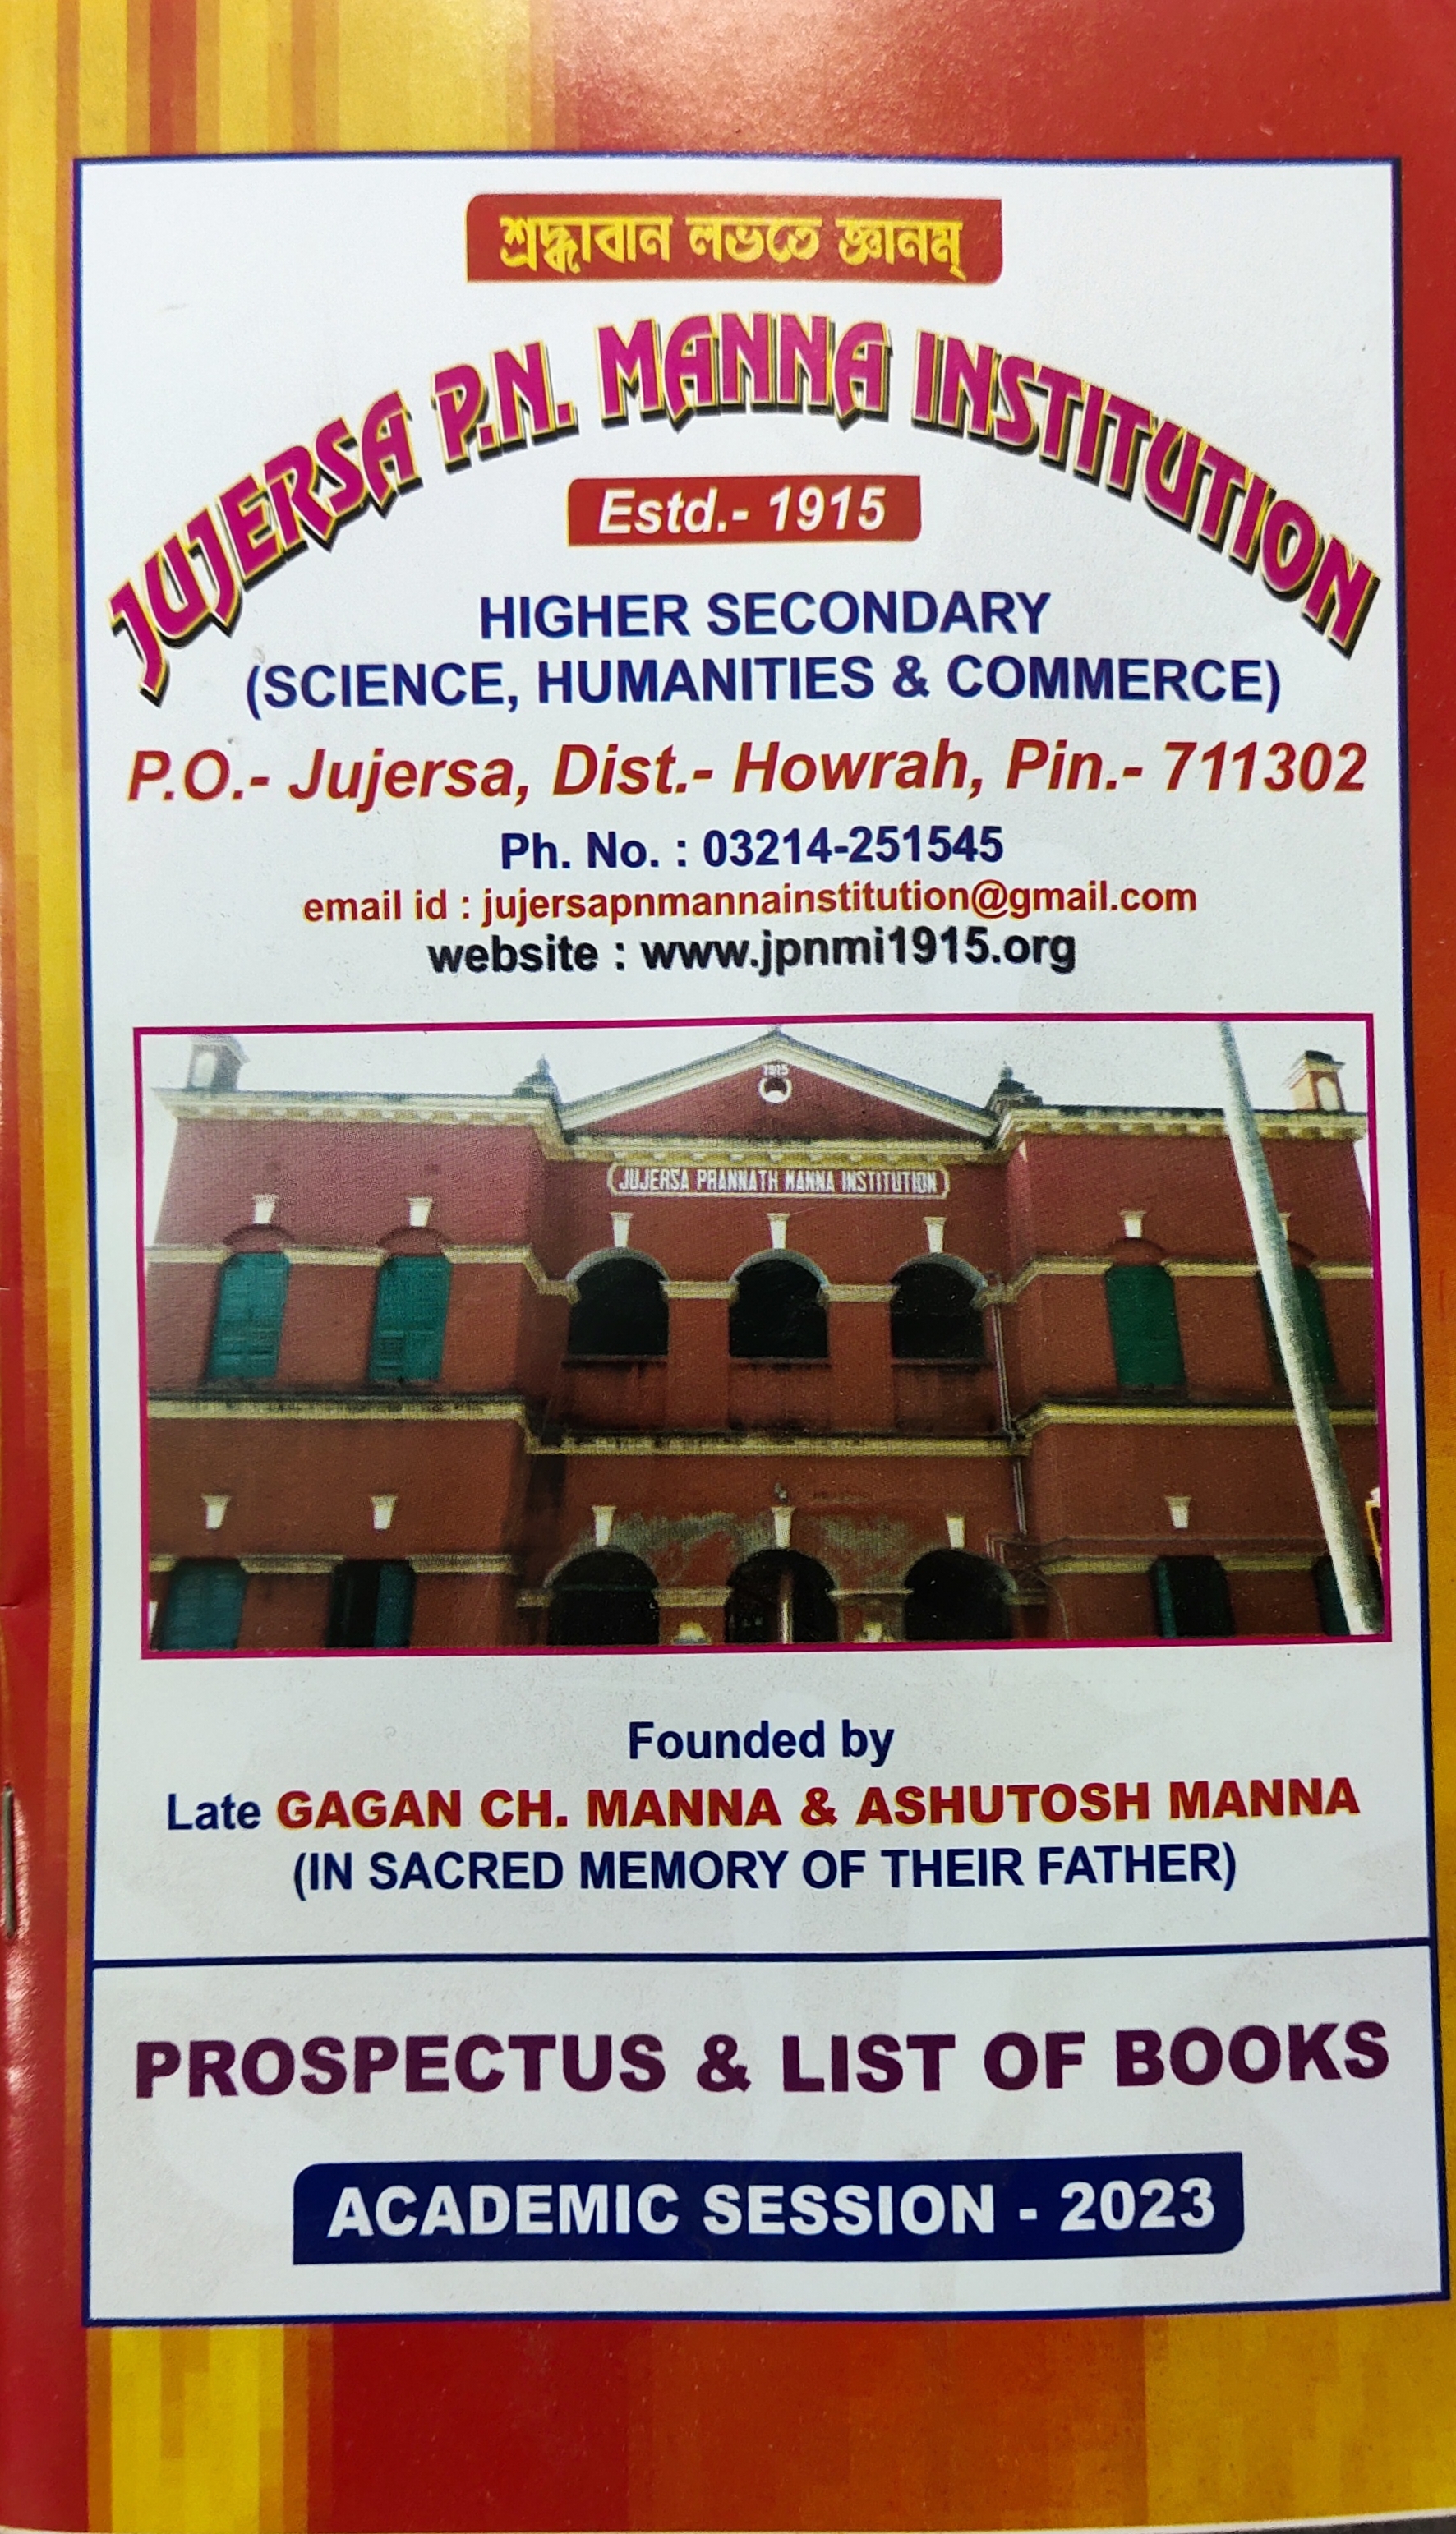 শ্রদ্ধাবান লভতে জ্ঞানম্
JUJERSA P.N. MANNA INSTITUTION
Estd.- 1915
HIGHER SECONDARY
(SCIENCE, HUMANITIES & COMMERCE)
P.O.- Jujersa, Dist.- Howrah, Pin.- 711302
Ph. No. : 03214-251545
email id : jujersapnmannainstitution@gmail.com
website : www.jpnmi1915.org
1915
JUJERSA PRANNATH MANNA INSTITUTION
Founded by
Late GAGAN CH. MANNA & ASHUTOSH MANNA
(IN SACRED MEMORY OF THEIR FATHER)
PROSPECTUS & LIST OF BOOKS
ACADEMIC SESSION - 2023